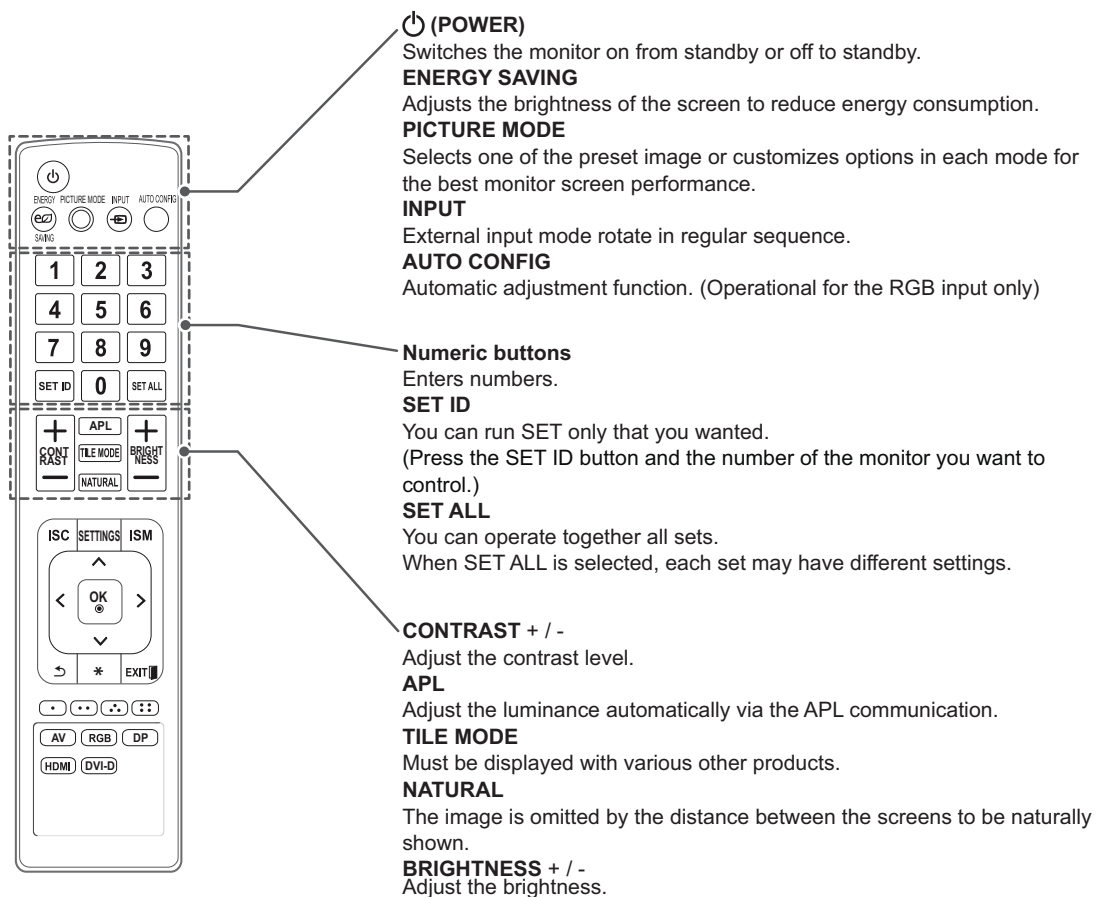 (POWER)
Switches the monitor on from standby or off to standby.
ENERGY SAVING
Adjusts the brightness of the screen to reduce energy consumption.
PICTURE MODE
Selects one of the preset image or customizes options in each mode for
the best monitor screen performance.
INPUT
External input mode rotate in regular sequence.
AUTO CONFIG
Automatic adjustment function. (Operational for the RGB input only)
Numeric buttons
Enters numbers.
SET ID
You can run SET only that you wanted.
(Press the SET ID button and the number of the monitor you want to
control.)
SET ALL
You can operate together all sets.
When SET ALL is selected, each set may have different settings.
CONTRAST + / -
Adjust the contrast level.
APL
Adjust the luminance automatically via the APL communication.
TILE MODE
Must be displayed with various other products.
NATURAL
The image is omitted by the distance between the screens to be naturally
shown.
BRIGHTNESS + / -
Adjust the brightness.
ENERGY PICTURE MODE INPUT AUTO CONFIG
SAVING
1 2 3
4 5 6
7 8 9
SET ID 0 SET ALL
+ APL +
CONT
RAST TILE MODE BRIGHT
NESS
- NATURAL -
ISC SETTINGS ISM
OK
* EXIT
AV RGB DP
HDMI DVI-D